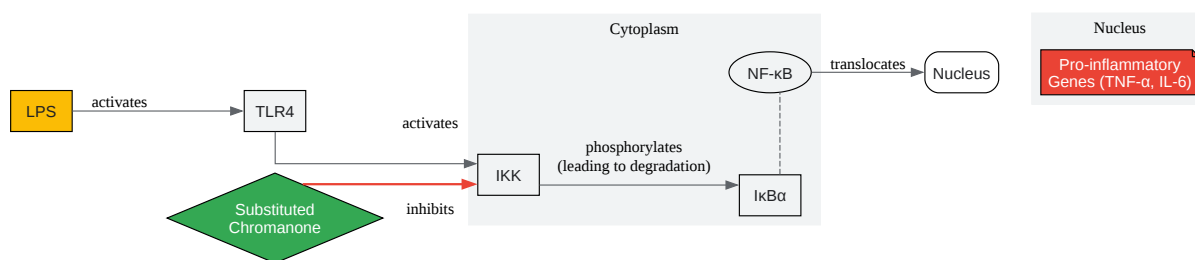 Cytoplasm
Nucleus
NF-κB
translocates
Nucleus
Pro-inflammatory
Genes (TNF-α, IL-6)
LPS
activates
TLR4
activates
phosphorylates
(leading to degradation)
IKK
IκBα
inhibits
Substituted
Chromanone